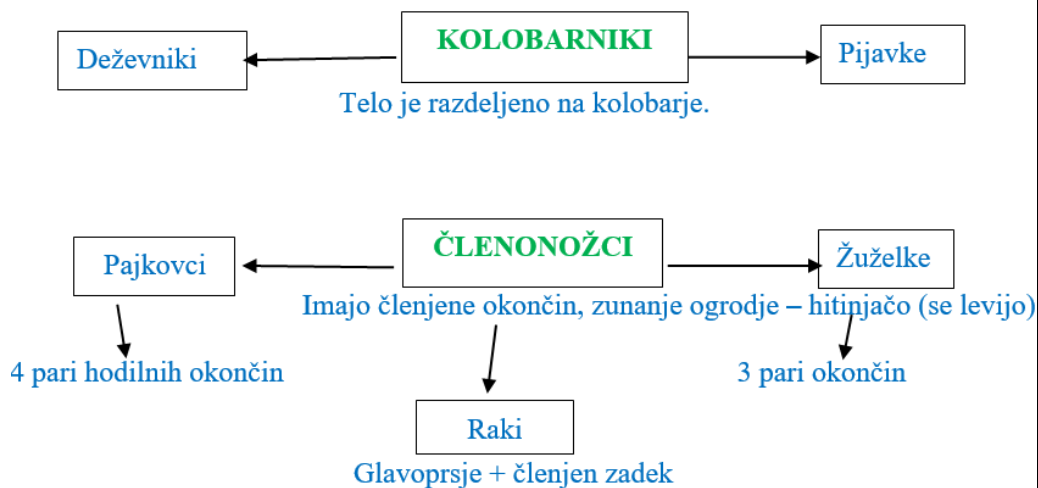 KOLOBARNIKI
Deževniki
Pijavke
Telo je razdeljeno na kolobarje.
ČLENONOŽCI
Pajkovci
Žuželke
Imajo členjene okončin, zunanje ogrodje – hitinjačo (se levijo)
4 pari hodilnih okončin
3 pari okončin
Raki
Glavoprsje + členjen zadek